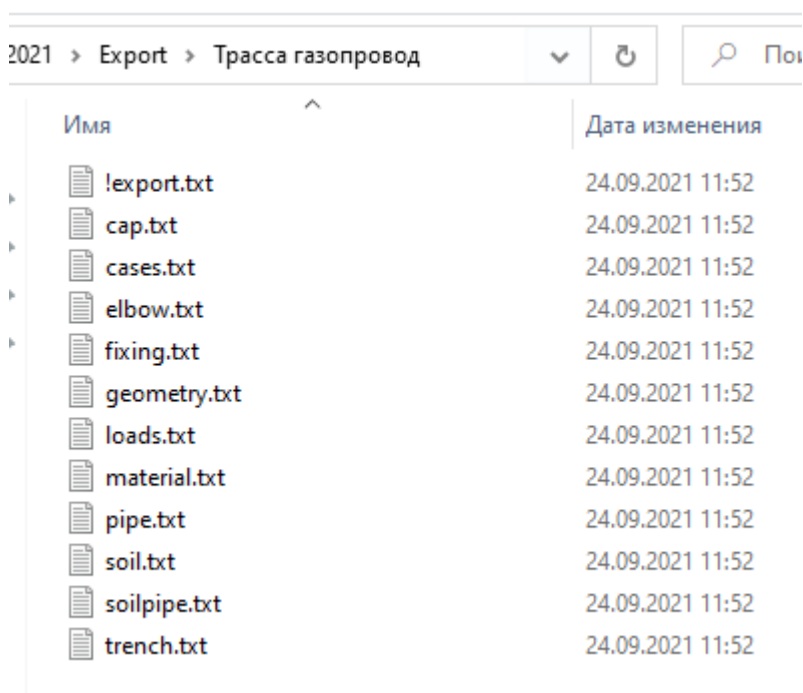 2021 > Export > Трасса газопровод
Имя Дата изменения
!export.txt 24.09.2021 11:52
cap.txt 24.09.2021 11:52
cases.txt 24.09.2021 11:52
elbow.txt 24.09.2021 11:52
fixing.txt 24.09.2021 11:52
geometry.txt 24.09.2021 11:52
loads.txt 24.09.2021 11:52
material.txt 24.09.2021 11:52
pipe.txt 24.09.2021 11:52
soil.txt 24.09.2021 11:52
soilpipe.txt 24.09.2021 11:52
trench.txt 24.09.2021 11:52